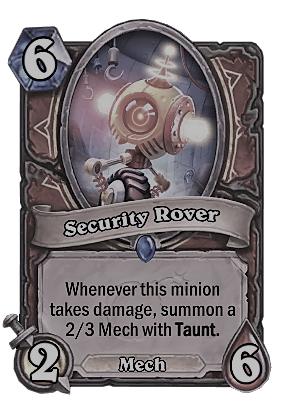 6
Security Rover
Whenever this minion
takes damage, summon a
2/3 Mech with Taunt.
2
Mech
6